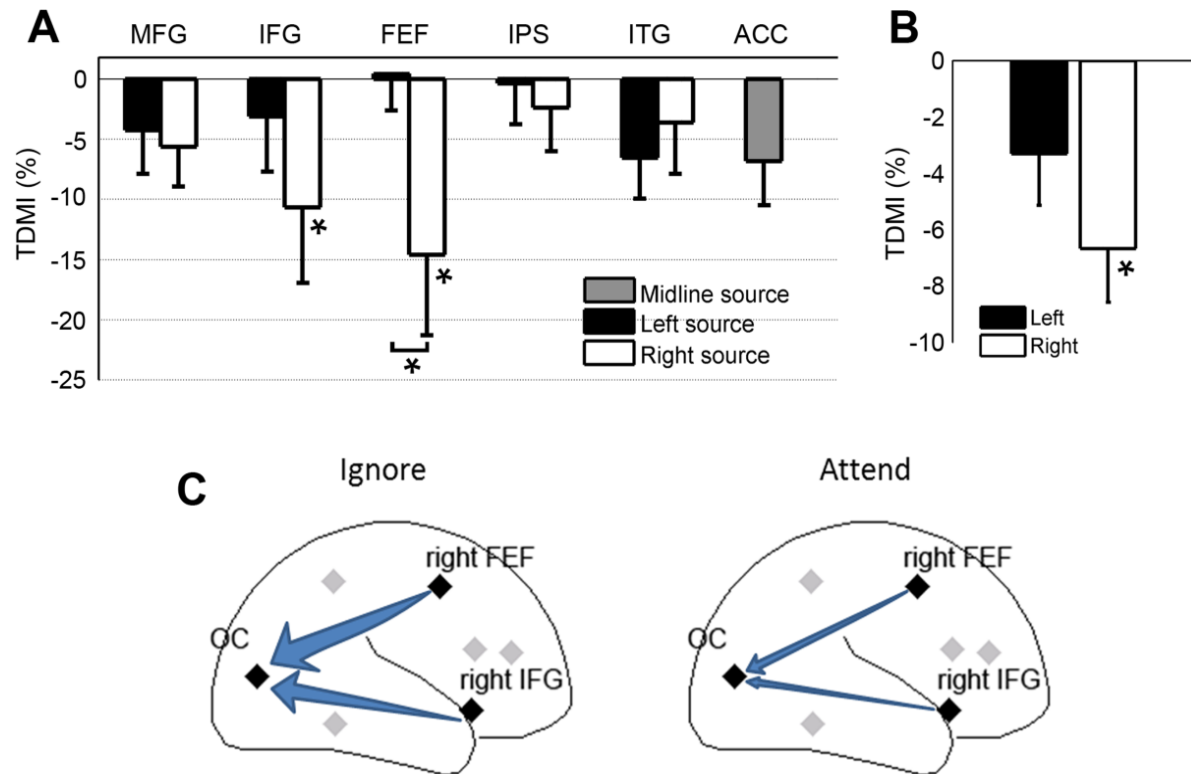 A
MFG IFG FEF IPS ITG ACC
TDMI (%)
0
-5
-10
-15
-20
-25
*
*
*
Midline source
Left source
Right source
B
TDMI (%)
0
-2
-4
-6
-8
-10
*
Left
Right
C
Ignore
right FEF
OC
right IFG
Attend
right FEF
OC
right IFG